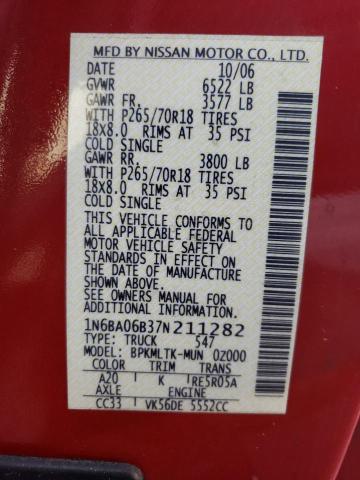 MFD BY NISSAN MOTOR CO., LTD.
DATE 10/06
GVWR 6522 LB
GAWR FR. 3577 LB
WITH P265/70R18 TIRES
18x8.0 RIMS AT 35 PSI
COLD SINGLE
GAWR RR. 3800 LB
WITH P265/70R18 TIRES
18x8.0 RIMS AT 35 PSI
COLD SINGLE
THIS VEHICLE CONFORMS TO
ALL APPLICABLE FEDERAL
MOTOR VEHICLE SAFETY
STANDARDS IN EFFECT
ON THE DATE OF
MANUFACTURE SHOWN ABOVE.
SEE OWNERS MANUAL FOR
ADDITIONAL INFORMATION.
1N6BA06B37N211282
TYPE: TRUCK 547
MODEL: BPKMLTK-MUN 0Z000
COLOR TRIM TRANS
A20 K RE5R05A
AXLE ENGINE
CC33 VK56DE 5552CC